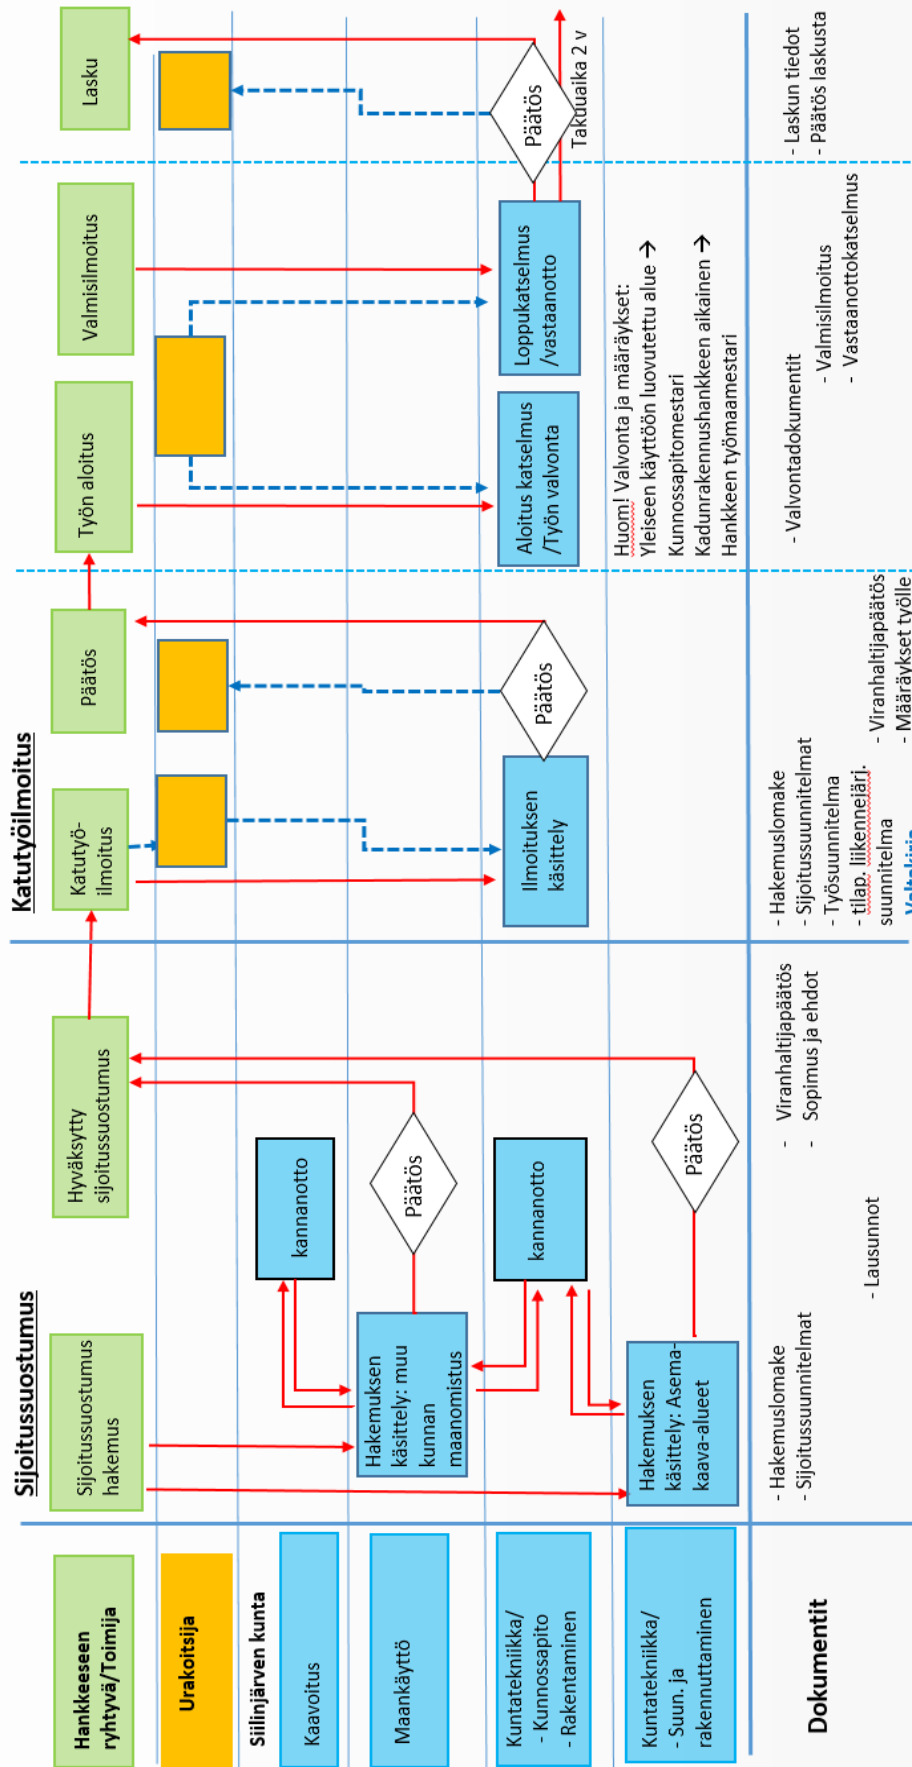 Sijoitussuostumus
Katutyöilmoitus
Hankkeeseen
ryhtyvä/Toimija
Sijoitussuostumus
hakemus
Hyväksytty
sijoitussuostumus
Katutyö-
ilmoitus
Päätös
Työn aloitus
Valmisilmoitus
Lasku
Urakoitsija
Siilinjärven kunta
Kaavoitus
kannanotto
Maankäyttö
Hakemuksen
käsittely: muu
kunnan
maanomistus
Päätös
Kuntatekniikka/
- Kunnossapito
- Rakentaminen
kannanotto
Ilmoituksen
käsittely
Päätös
Aloitus katselmus
/Työn valvonta
Loppukatselmus
/vastaanotto
Päätös
Takuuaika 2 v
Kuntatekniikka/
- Suun. ja
rakennuttaminen
Hakemuksen
käsittely: Asema-
kaava-alueet
Päätös
Huom! Valvonta ja määräykset:
Yleiseen käyttöön luovutettu alue →
Kunnossapitomestari
Kadunrakennushankkeen aikainen →
Hankkeen työmaamestari
Dokumentit
- Hakemuslomake
- Sijoitussuunnitelmat
- Lausunnot
- Viranhaltijapäätös
- Sopimus ja ehdot
- Hakemuslomake
- Sijoitussuunnitelmat
- Työsuunnitelma
- tilap. liikennejärj.
suunnitelma
Valtakirja
- Viranhaltijapäätös
- Määräykset työlle
- Valvontadokumentit
- Valmisilmoitus
- Vastaanottokatselmus
- Laskun tiedot
- Päätös laskusta